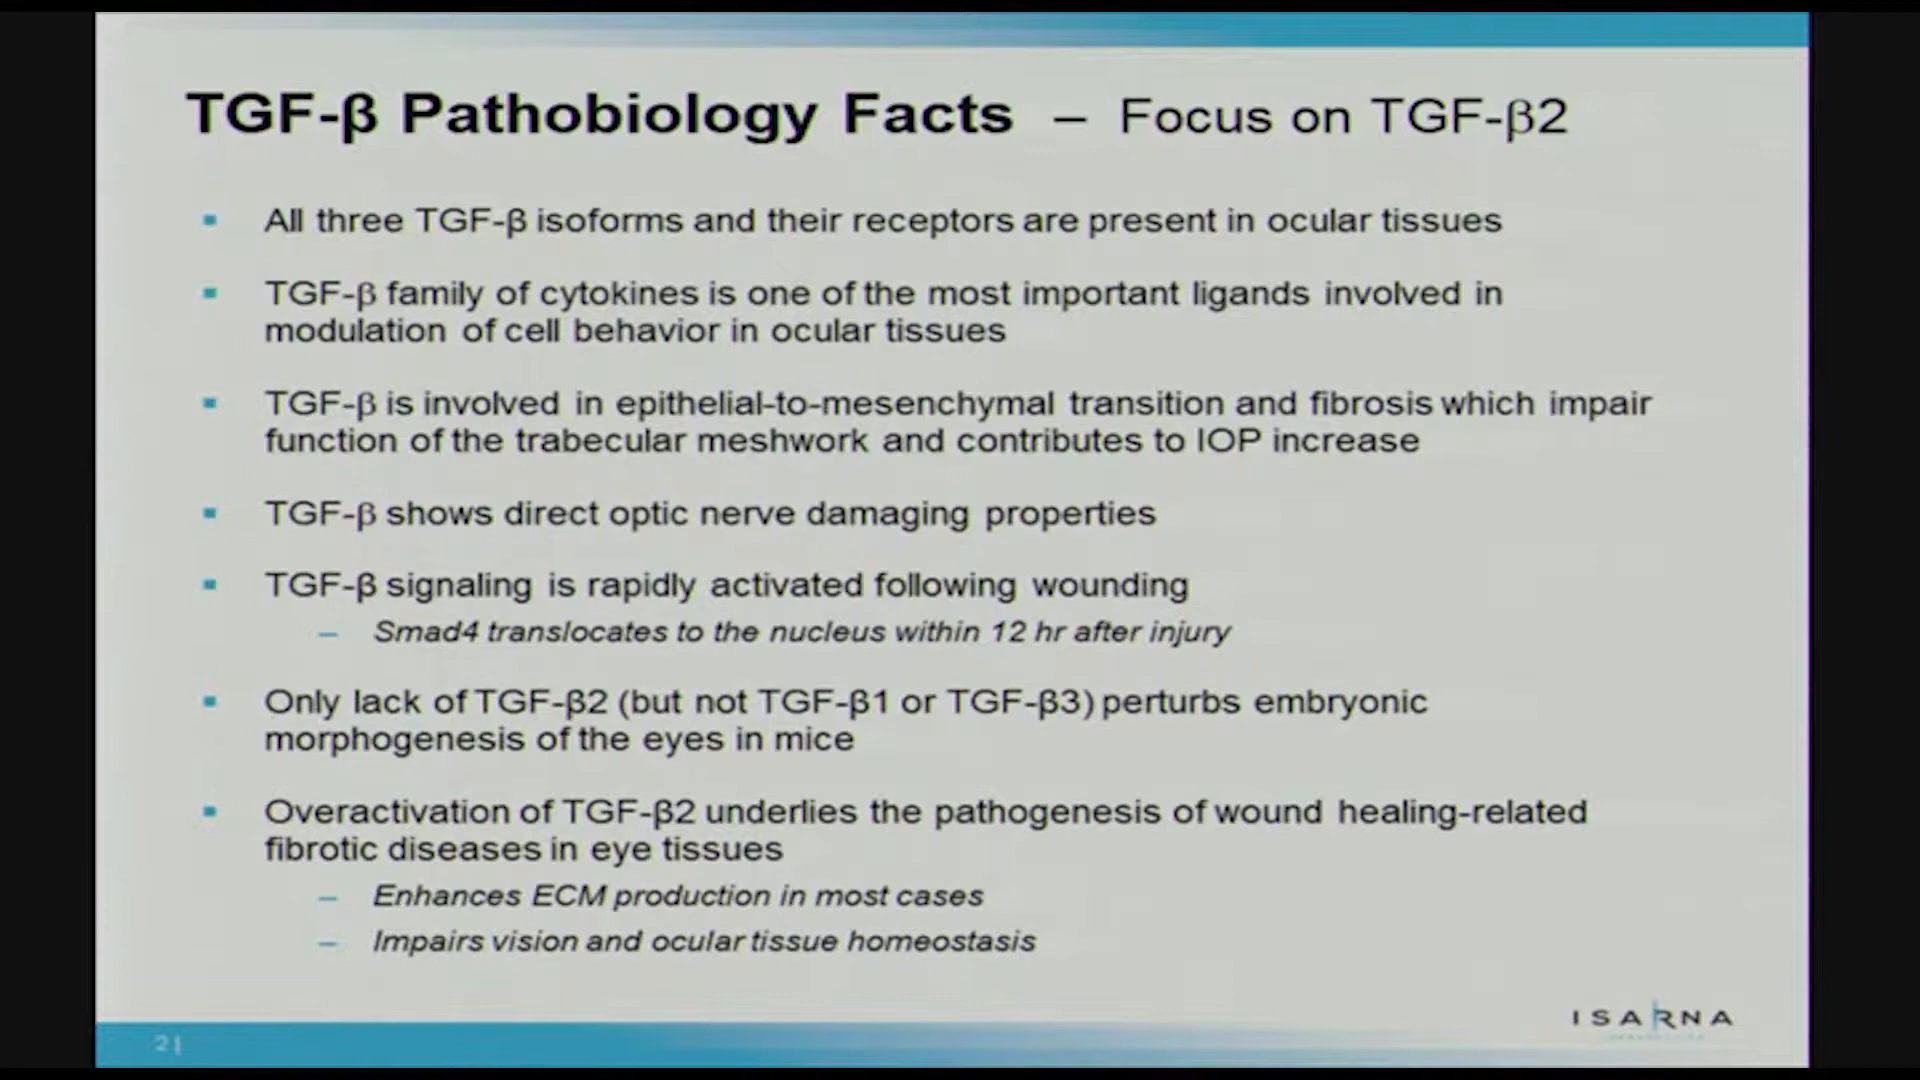 TGF-β Pathobiology Facts – Focus on TGF-β2
▪ All three TGF-β isoforms and their receptors are present in ocular tissues
▪ TGF-β family of cytokines is one of the most important ligands involved in
modulation of cell behavior in ocular tissues
▪ TGF-β is involved in epithelial-to-mesenchymal transition and fibrosis which impair
function of the trabecular meshwork and contributes to IOP increase
▪ TGF-β shows direct optic nerve damaging properties
▪ TGF-β signaling is rapidly activated following wounding
– Smad4 translocates to the nucleus within 12 hr after injury
▪ Only lack of TGF-β2 (but not TGF-β1 or TGF-β3) perturbs embryonic
morphogenesis of the eyes in mice
▪ Overactivation of TGF-β2 underlies the pathogenesis of wound healing-related
fibrotic diseases in eye tissues
– Enhances ECM production in most cases
– Impairs vision and ocular tissue homeostasis
ISARNA
2 |